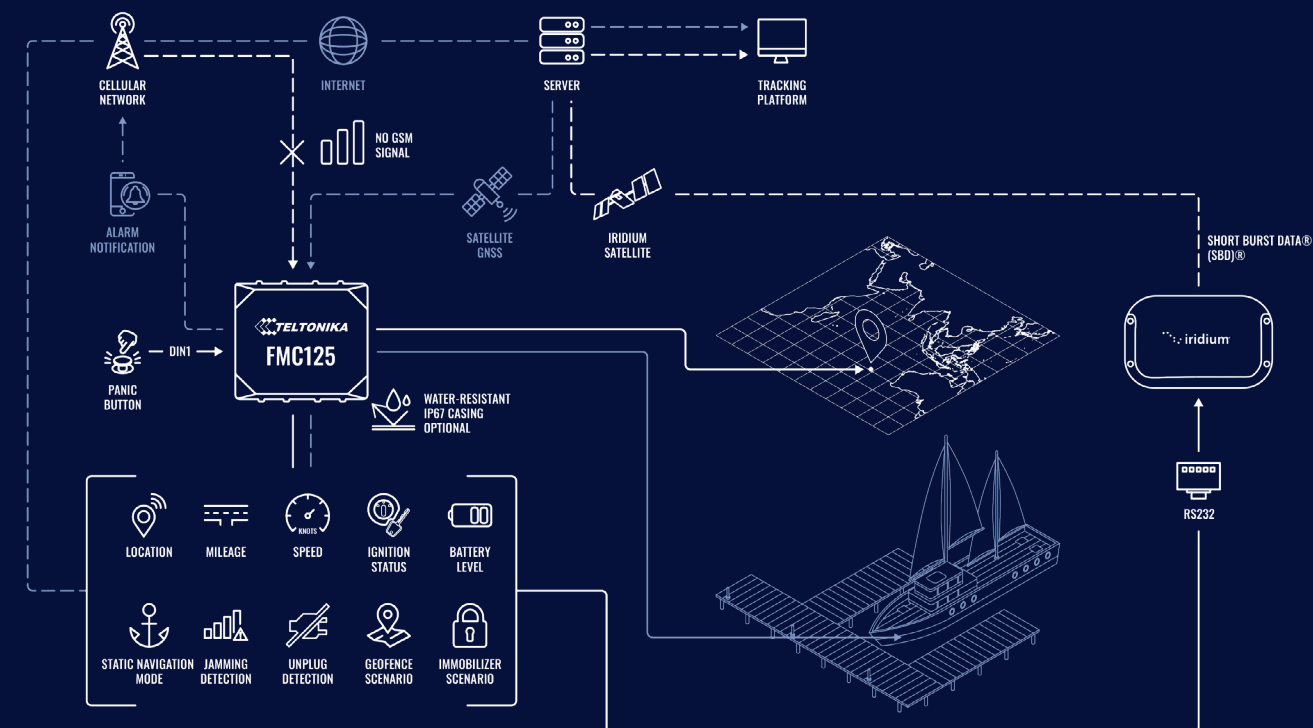 CELLULAR
NETWORK
INTERNET
SERVER
TRACKING
PLATFORM
NO GSM
SIGNAL
ALARM
NOTIFICATION
SATELLITE
GNSS
IRIDIUM
SATELLITE
SHORT BURST DATA®
(SBD)®
TELTONIKA
FMC125
iridium
PANIC
BUTTON
DIN1
WATER-RESISTANT
IP67 CASING
OPTIONAL
RS232
LOCATION
MILEAGE
KNOTS
SPEED
IGNITION
STATUS
BATTERY
LEVEL
STATIC NAVIGATION
MODE
JAMMING
DETECTION
UNPLUG
DETECTION
GEOFENCE
SCENARIO
IMMOBILIZER
SCENARIO